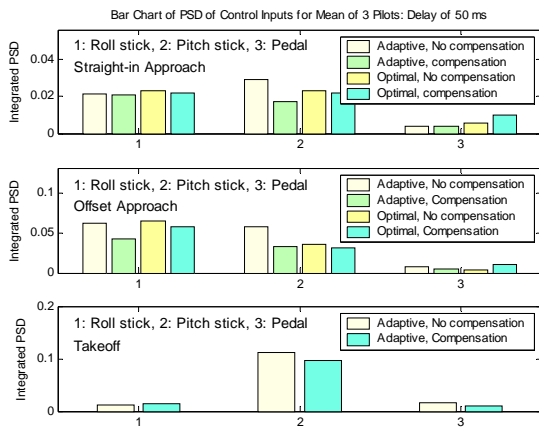 Bar Chart of PSD of Control Inputs for Mean of 3 Pilots: Delay of 50 ms
Integrated PSD
0.04
0.02
0
1: Roll stick, 2: Pitch stick, 3: Pedal
Straight-in Approach
Adaptive, No compensation
Adaptive, compensation
Optimal, No compensation
Optimal, compensation
1 2 3
Integrated PSD
0.1
0.05
0
1: Roll stick, 2: Pitch stick, 3: Pedal
Offset Approach
Adaptive, No compensation
Adaptive, Compensation
Optimal, No compensation
Optimal, Compensation
1 2 3
Integrated PSD
0.2
0.1
0
1: Roll stick, 2: Pitch stick, 3: Pedal
Takeoff
Adaptive, No compensation
Adaptive, Compensation
1 2 3